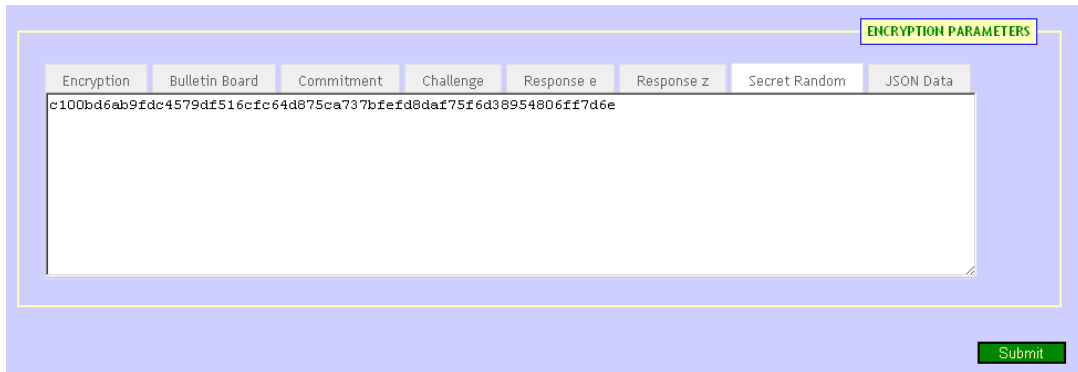 ENCRYPTION PARAMETERS
Encryption Bulletin Board Commitment Challenge Response e Response z Secret Random JSON Data
c100bd6ab9fdc4579df516cfc64d875ca737bfefd8daf75f6d38954806ff7d6e
Submit